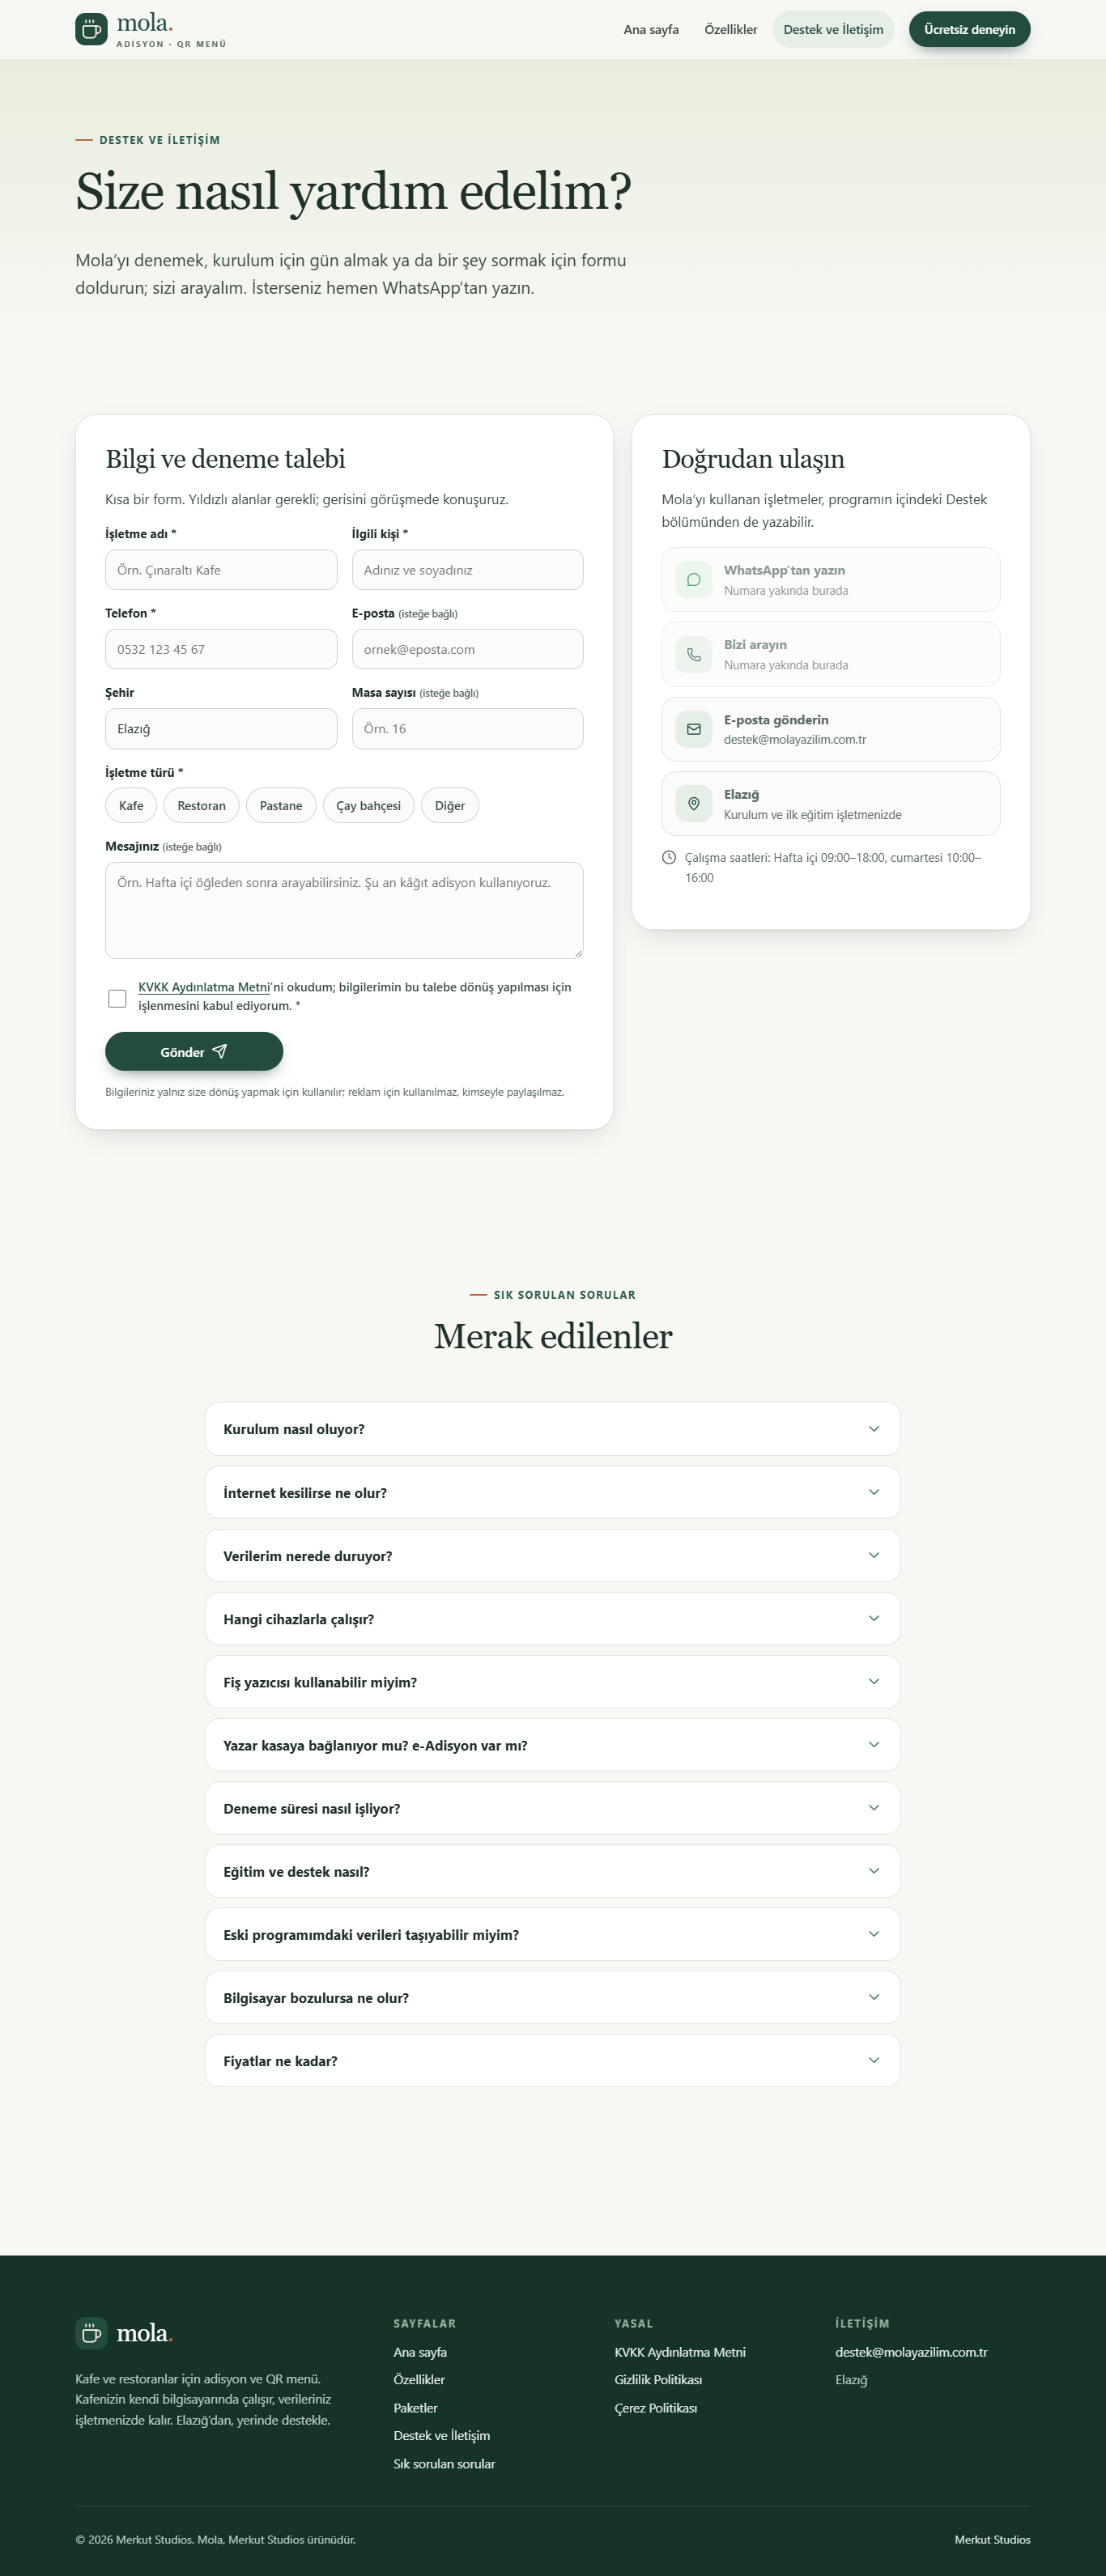 mola.
ADİSYON · QR MENÜ
Ana sayfa
Özellikler
Destek ve İletişim
Ücretsiz deneyin
DESTEK VE İLETİŞİM
Size nasıl yardım edelim?
Mola’yı denemek, kurulum için gün almak ya da bir şey sormak için formu
doldurun; sizi arayalım. İsterseniz hemen WhatsApp’tan yazın.
Bilgi ve deneme talebi
Kısa bir form. Yıldızlı alanlar gerekli; gerisini görüşmede konuşuruz.
İşletme adı *
İlgili kişi *
Örn. Çınaraltı Kafe
Adınız ve soyadınız
Telefon *
E-posta (isteğe bağlı)
0532 123 45 67
ornek@eposta.com
Şehir
Masa sayısı (isteğe bağlı)
Elazığ
Örn. 16
İşletme türü *
Kafe
Restoran
Pastane
Çay bahçesi
Diğer
Mesajınız (isteğe bağlı)
Örn. Hafta içi öğleden sonra arayabilirsiniz. Şu an kâğıt adisyon kullanıyoruz.
KVKK Aydınlatma Metni’ni okudum; bilgilerimin bu talebe dönüş yapılması için
işlenmesini kabul ediyorum. *
Gönder
Bilgileriniz yalnız size dönüş yapmak için kullanılır; reklam için kullanılmaz, kimseyle paylaşılmaz.
Doğrudan ulaşın
Mola’yı kullanan işletmeler, programın içindeki Destek
bölümünden de yazabilir.
WhatsApp’tan yazın
Numara yakında burada
Bizi arayın
Numara yakında burada
E-posta gönderin
destek@molayazilim.com.tr
Elazığ
Kurulum ve ilk eğitim işletmenizde
Çalışma saatleri: Hafta içi 09:00–18:00, cumartesi 10:00–
16:00
SIK SORULAN SORULAR
Merak edilenler
Kurulum nasıl oluyor?
İnternet kesilirse ne olur?
Verilerim nerede duruyor?
Hangi cihazlarla çalışır?
Fiş yazıcısı kullanabilir miyim?
Yazar kasaya bağlanıyor mu? e-Adisyon var mı?
Deneme süresi nasıl işliyor?
Eğitim ve destek nasıl?
Eski programımdaki verileri taşıyabilir miyim?
Bilgisayar bozulursa ne olur?
Fiyatlar ne kadar?
mola.
Kafe ve restoranlar için adisyon ve QR menü.
Kafenizin kendi bilgisayarında çalışır, verileriniz
işletmenizde kalır. Elazığ’dan, yerinde destekle.
SAYFALAR
Ana sayfa
Özellikler
Paketler
Destek ve İletişim
Sık sorulan sorular
YASAL
KVKK Aydınlatma Metni
Gizlilik Politikası
Çerez Politikası
İLETİŞİM
destek@molayazilim.com.tr
Elazığ
© 2026 Merkut Studios. Mola, Merkut Studios ürünüdür.
Merkut Studios